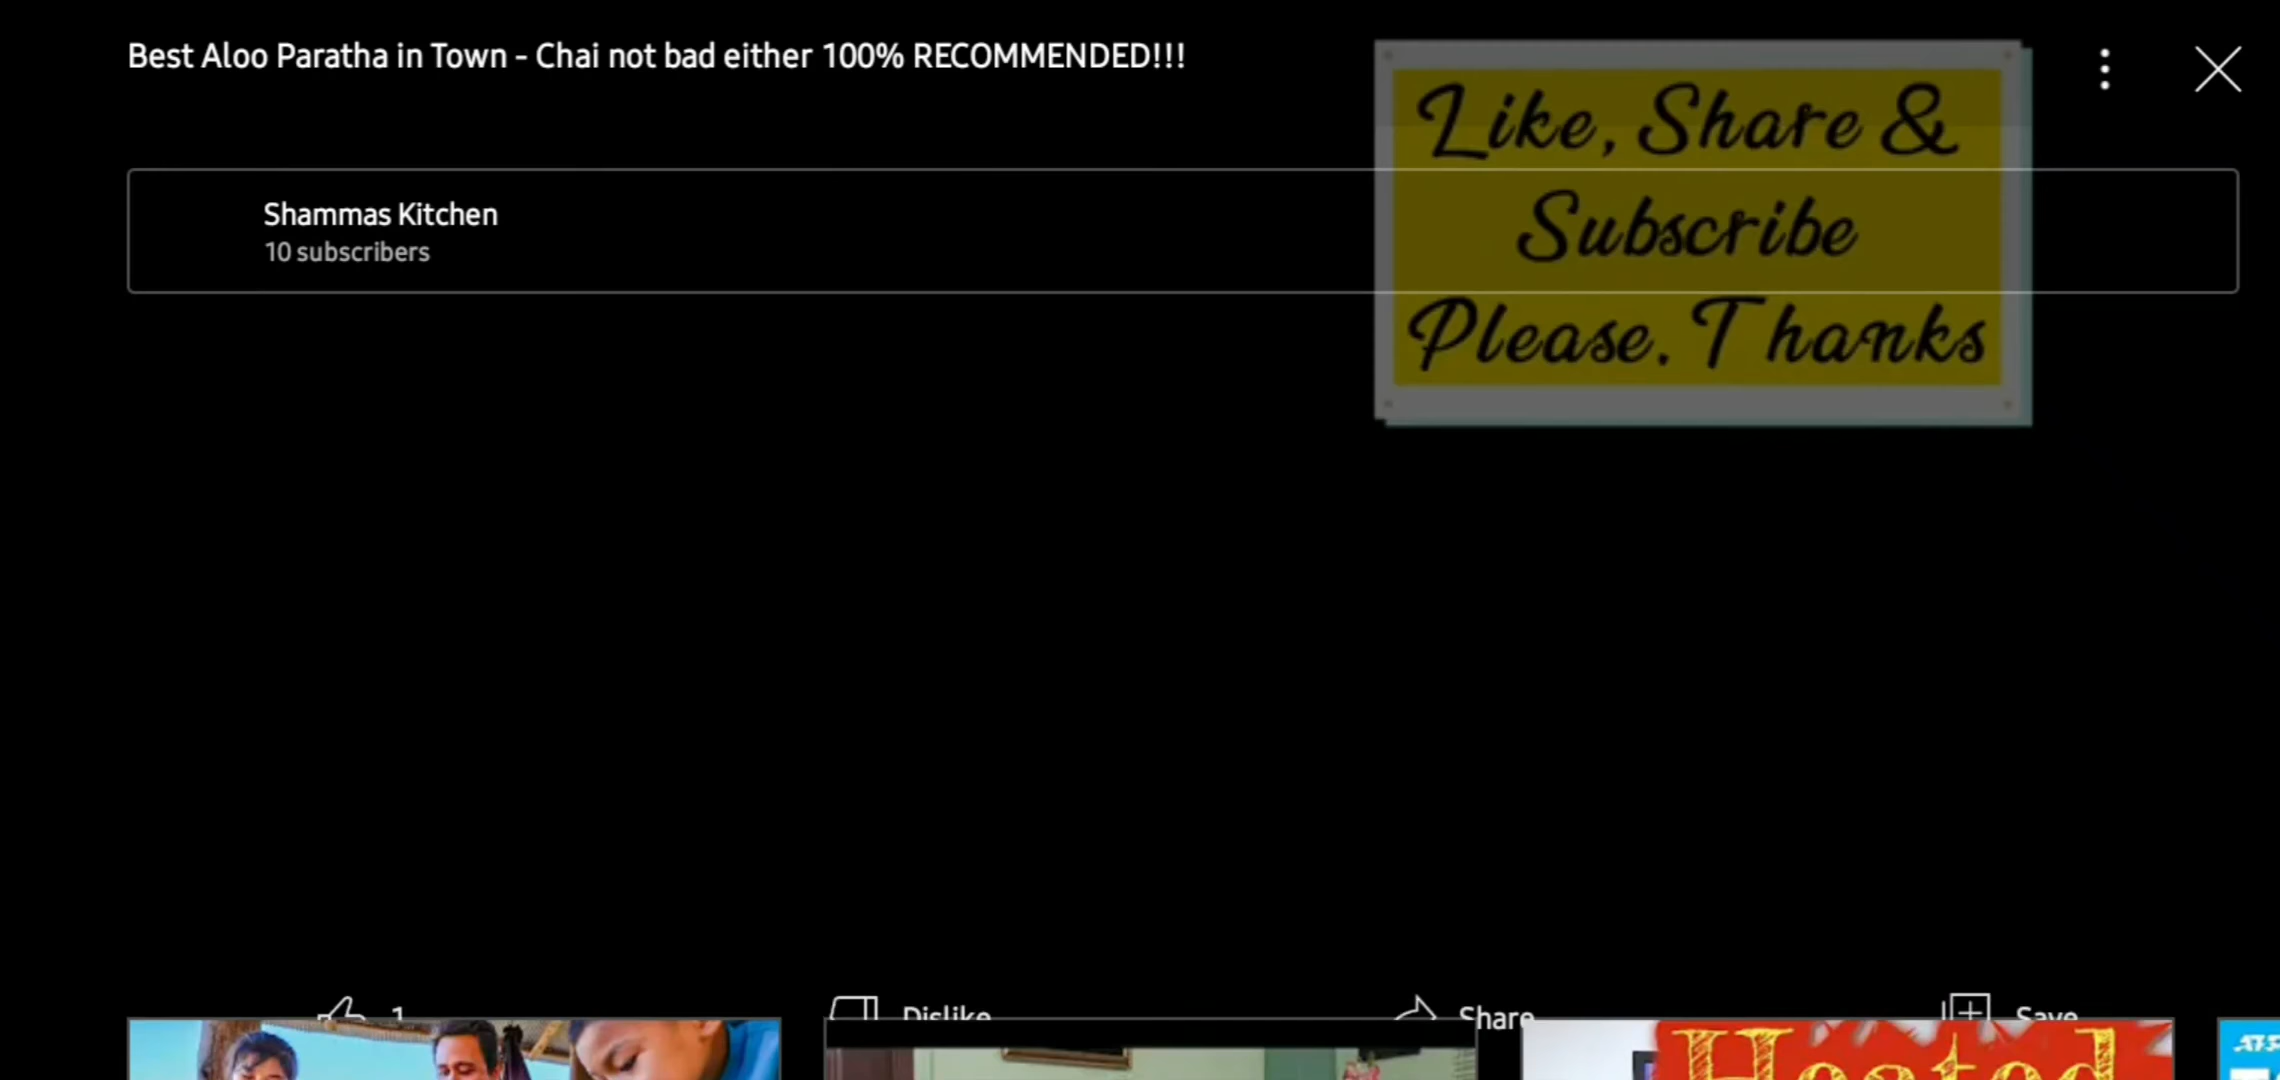 Best Aloo Paratha in Town - Chai not bad either 100% RECOMMENDED!!!
Like, Share &
Subscribe
Please. Thanks
Shammas Kitchen
10 subscribers
1
Dislike
Share
Save
Heated